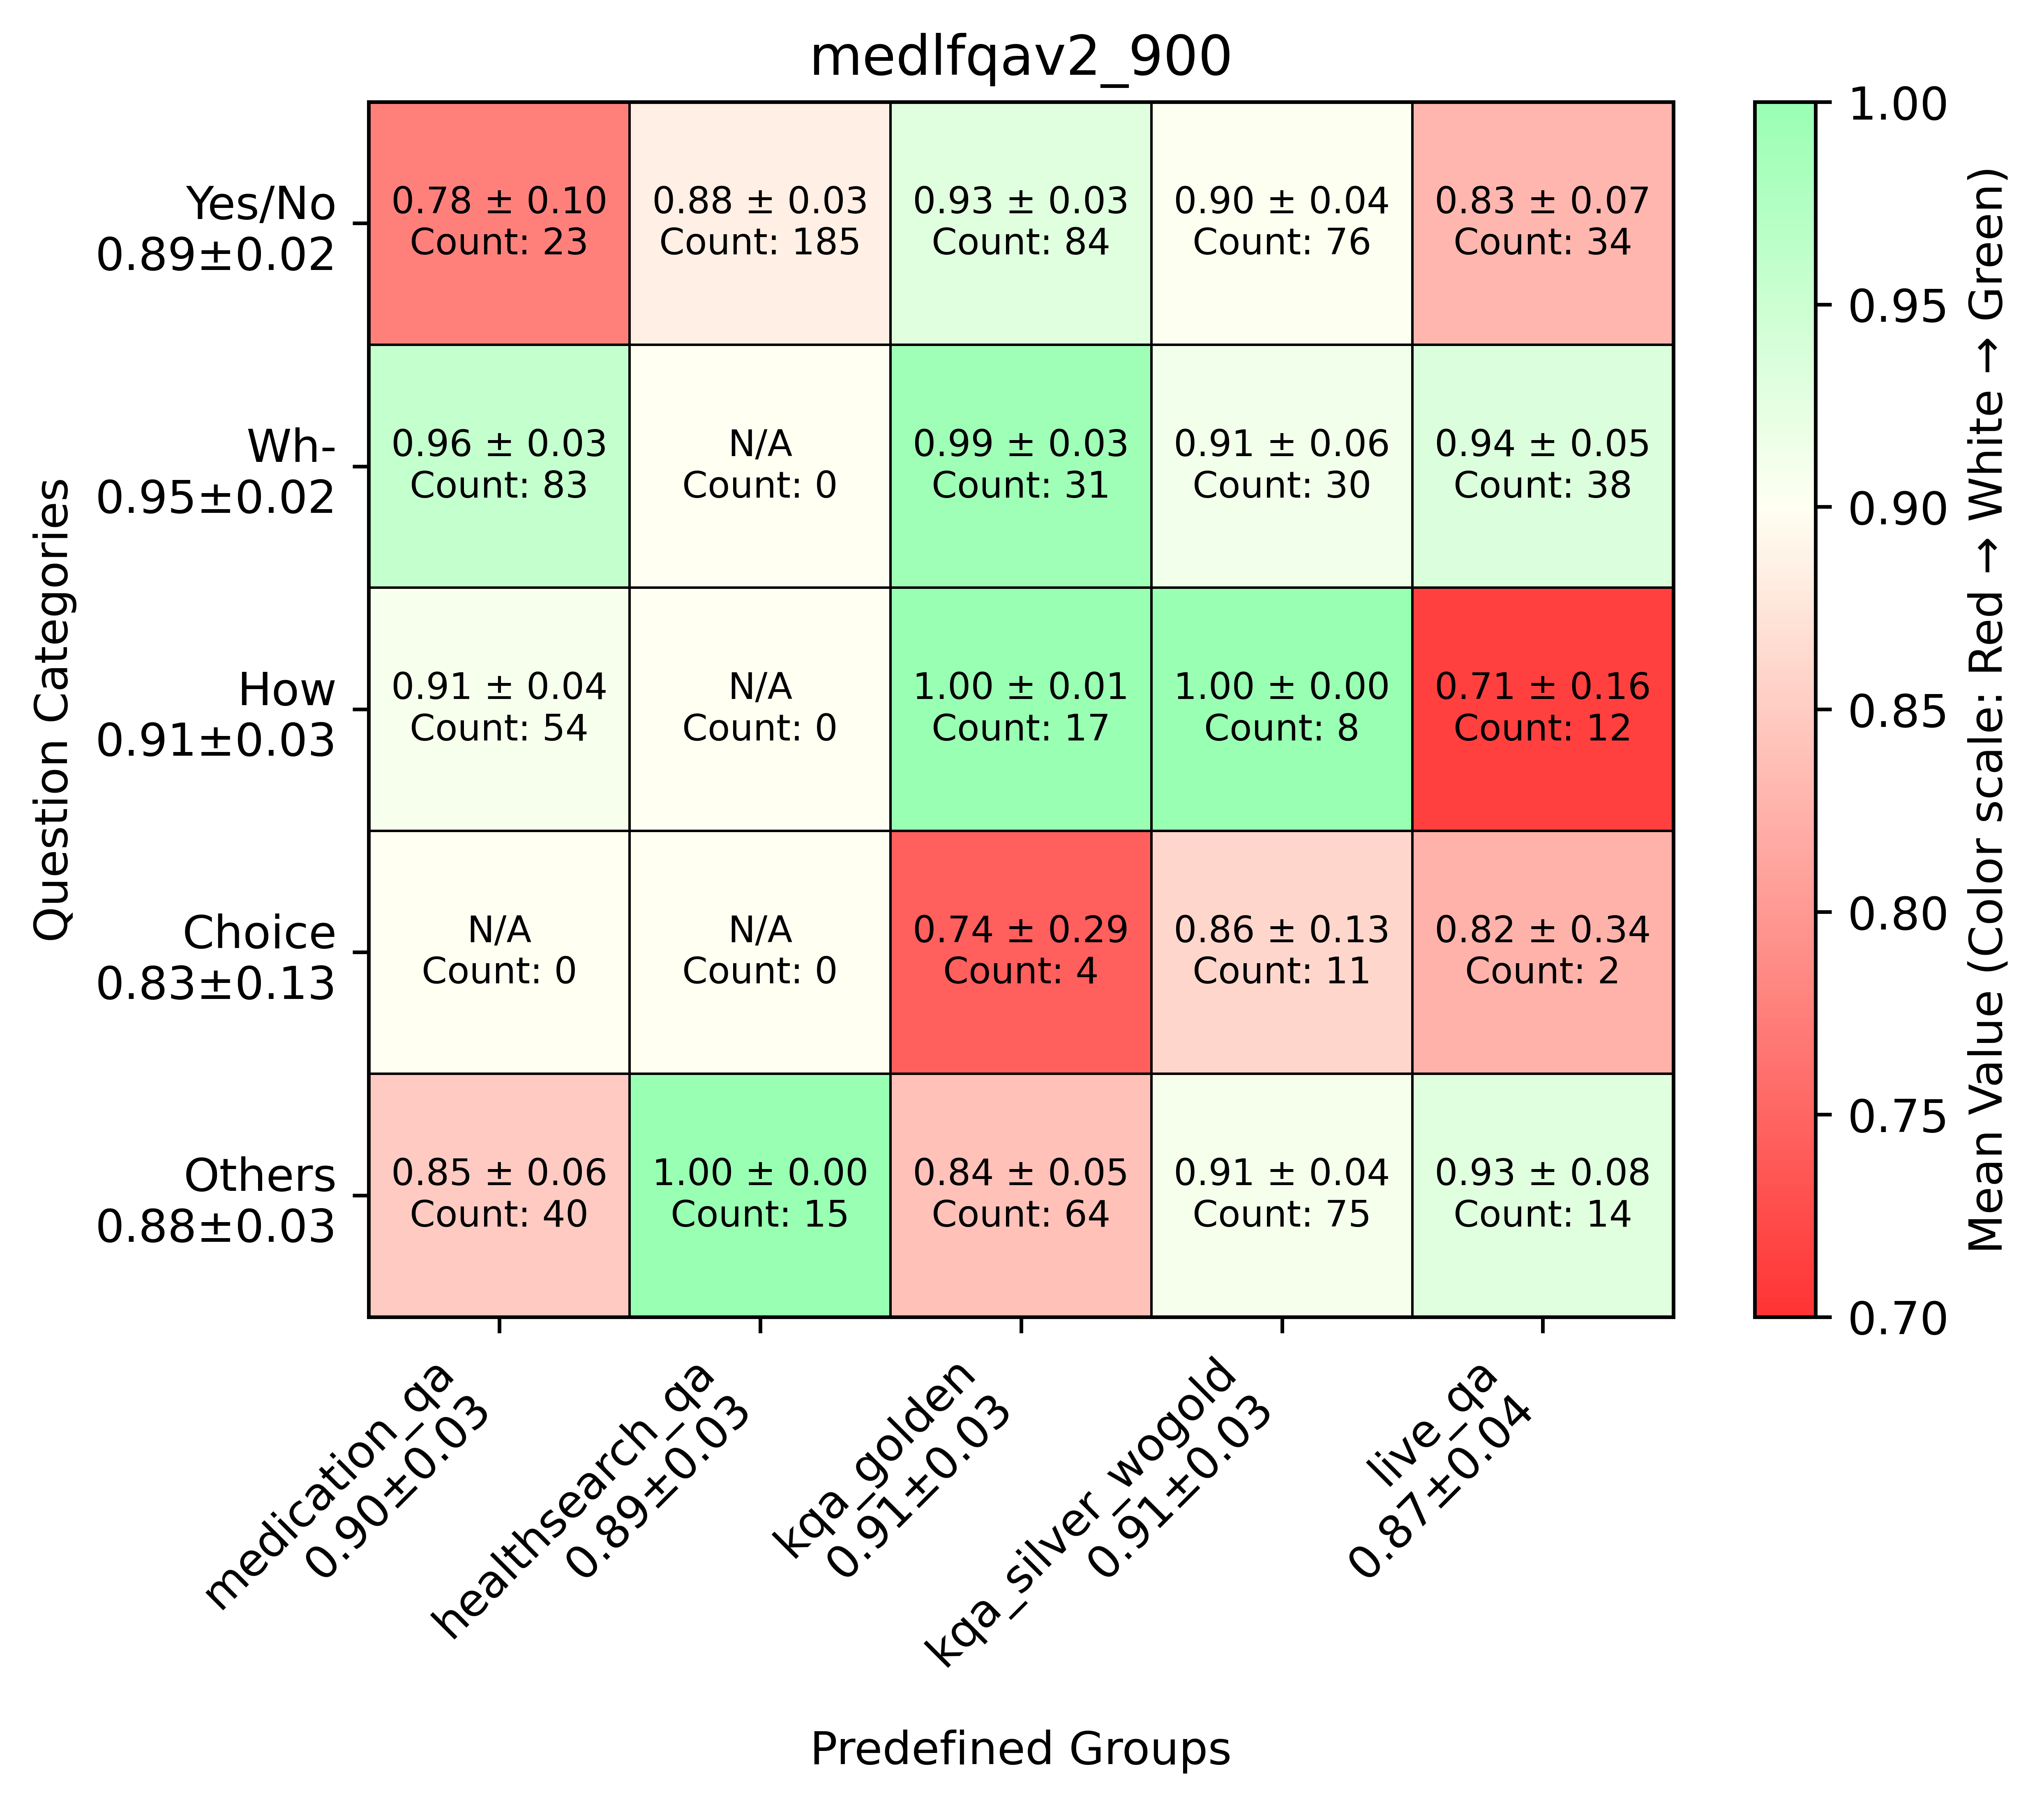 medlfqav2_900
Question Categories
Yes/No
0.89±0.02
0.78 ± 0.10
Count: 23
0.88 ± 0.03
Count: 185
0.93 ± 0.03
Count: 84
0.90 ± 0.04
Count: 76
0.83 ± 0.07
Count: 34
Wh-
0.95±0.02
0.96 ± 0.03
Count: 83
N/A
Count: 0
0.99 ± 0.03
Count: 31
0.91 ± 0.06
Count: 30
0.94 ± 0.05
Count: 38
How
0.91±0.03
0.91 ± 0.04
Count: 54
N/A
Count: 0
1.00 ± 0.01
Count: 17
1.00 ± 0.00
Count: 8
0.71 ± 0.16
Count: 12
Choice
0.83±0.13
N/A
Count: 0
N/A
Count: 0
0.74 ± 0.29
Count: 4
0.86 ± 0.13
Count: 11
0.82 ± 0.34
Count: 2
Others
0.88±0.03
0.85 ± 0.06
Count: 40
1.00 ± 0.00
Count: 15
0.84 ± 0.05
Count: 64
0.91 ± 0.04
Count: 75
0.93 ± 0.08
Count: 14
medication_qa
0.90±0.03
healthsearch_qa
0.89±0.03
kqa_golden
0.91±0.03
kqa_silver_wogold
0.91±0.03
live_qa
0.87±0.04
Predefined Groups
1.00
0.95
0.90
0.85
0.80
0.75
0.70
Mean Value (Color scale: Red → White → Green)